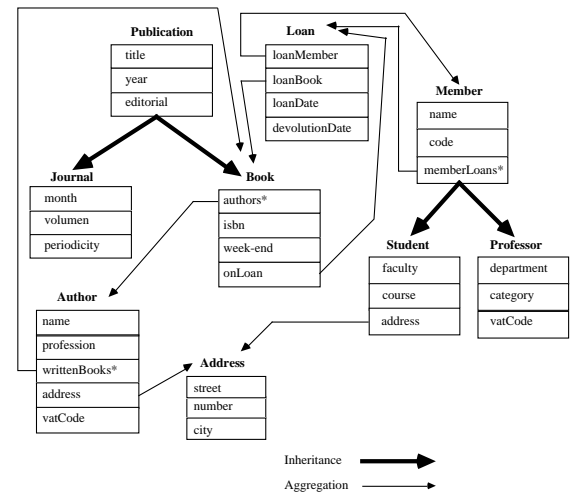 Publication
title
year
editorial
Loan
loanMember
loanBook
loanDate
devolutionDate
Member
name
code
memberLoans*
Journal
month
volumen
periodicity
Book
authors*
isbn
week-end
onLoan
Student
faculty
course
address
Professor
department
category
vatCode
Author
name
profession
writtenBooks*
address
vatCode
Address
street
number
city
Inheritance
Aggregation